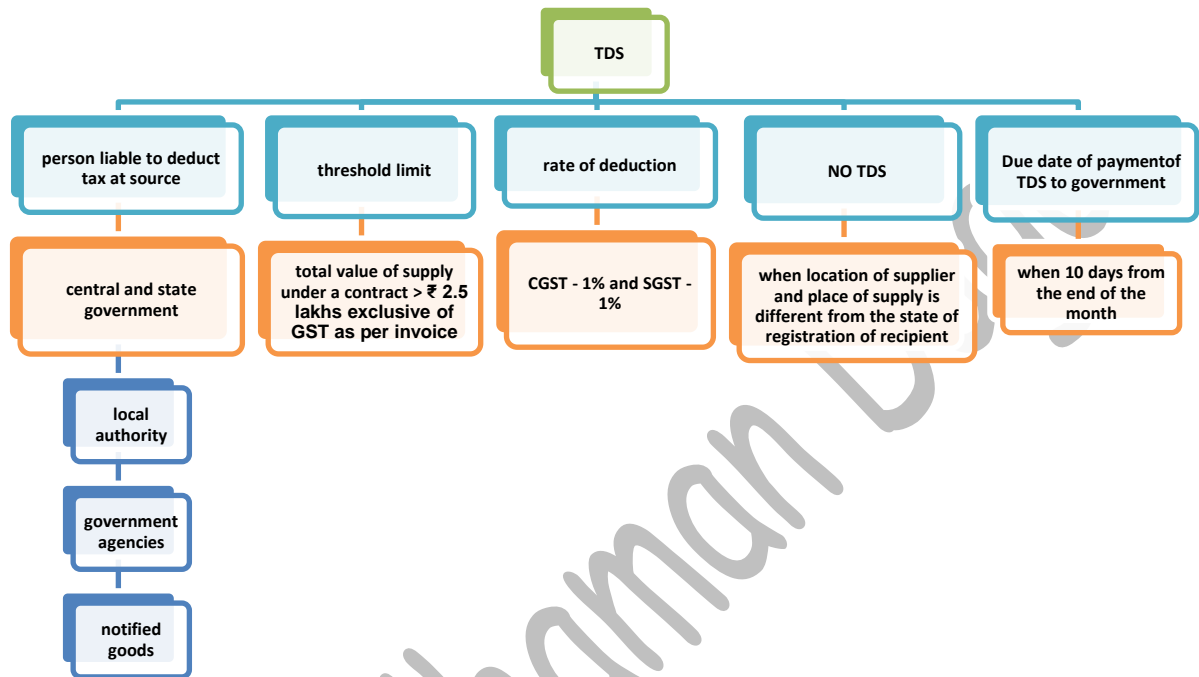 TDS
person liable to deduct
tax at source
threshold limit
rate of deduction
NO TDS
Due date of paymentof
TDS to government
central and state
government
total value of supply
under a contract > ₹ 2.5
lakhs exclusive of
GST as per invoice
CGST - 1% and SGST -
1%
when location of supplier
and place of supply is
different from the state of
registration of recipient
when 10 days from
the end of the
month
local
authority
government
agencies
notified
goods